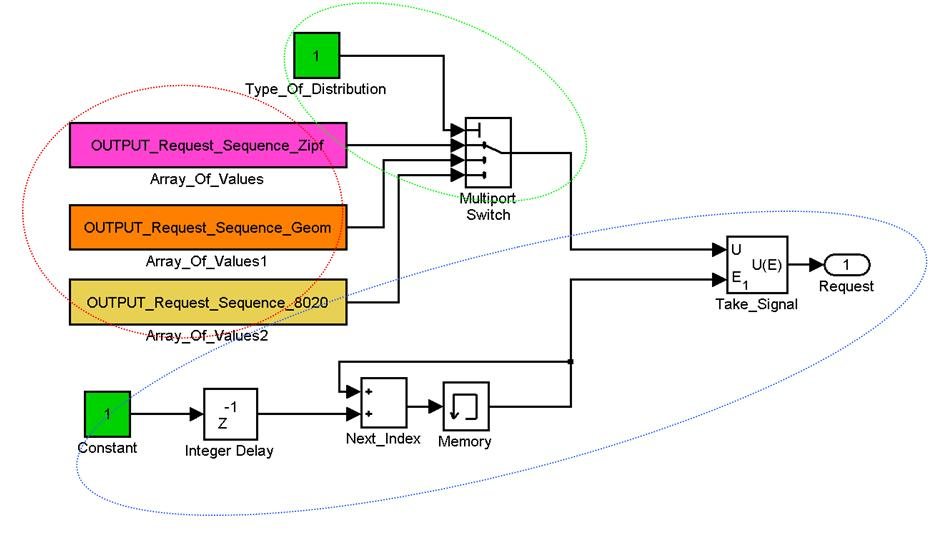 1
Type_Of_Distribution
OUTPUT_Request_Sequence_Zipf
Array_Of_Values
Multiport
Switch
OUTPUT_Request_Sequence_Geom
Array_Of_Values1
U
U(E)
E1
Take_Signal
1
Request
OUTPUT_Request_Sequence_8020
Array_Of_Values2
1
Constant
Z-1
Integer Delay
+
+
Next_Index
Memory